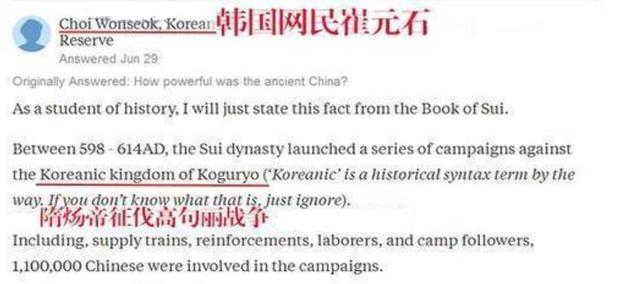 Choi Wonseok, Korean 韩国网民崔元石
Reserve
Answered Jun 29
Originally Answered: How powerful was the ancient China?
As a student of history, I will just state this fact from the Book of Sui.
Between 598 - 614AD, the Sui dynasty launched a series of campaigns against
the Koreanic kingdom of Koguryo ('Koreanic' is a historical syntax term by the
way. If you don't know what that is, just ignore).
隋炀帝征伐高句丽战争
Including, supply trains, reinforcements, laborers, and camp followers,
1,100,000 Chinese were involved in the campaigns.